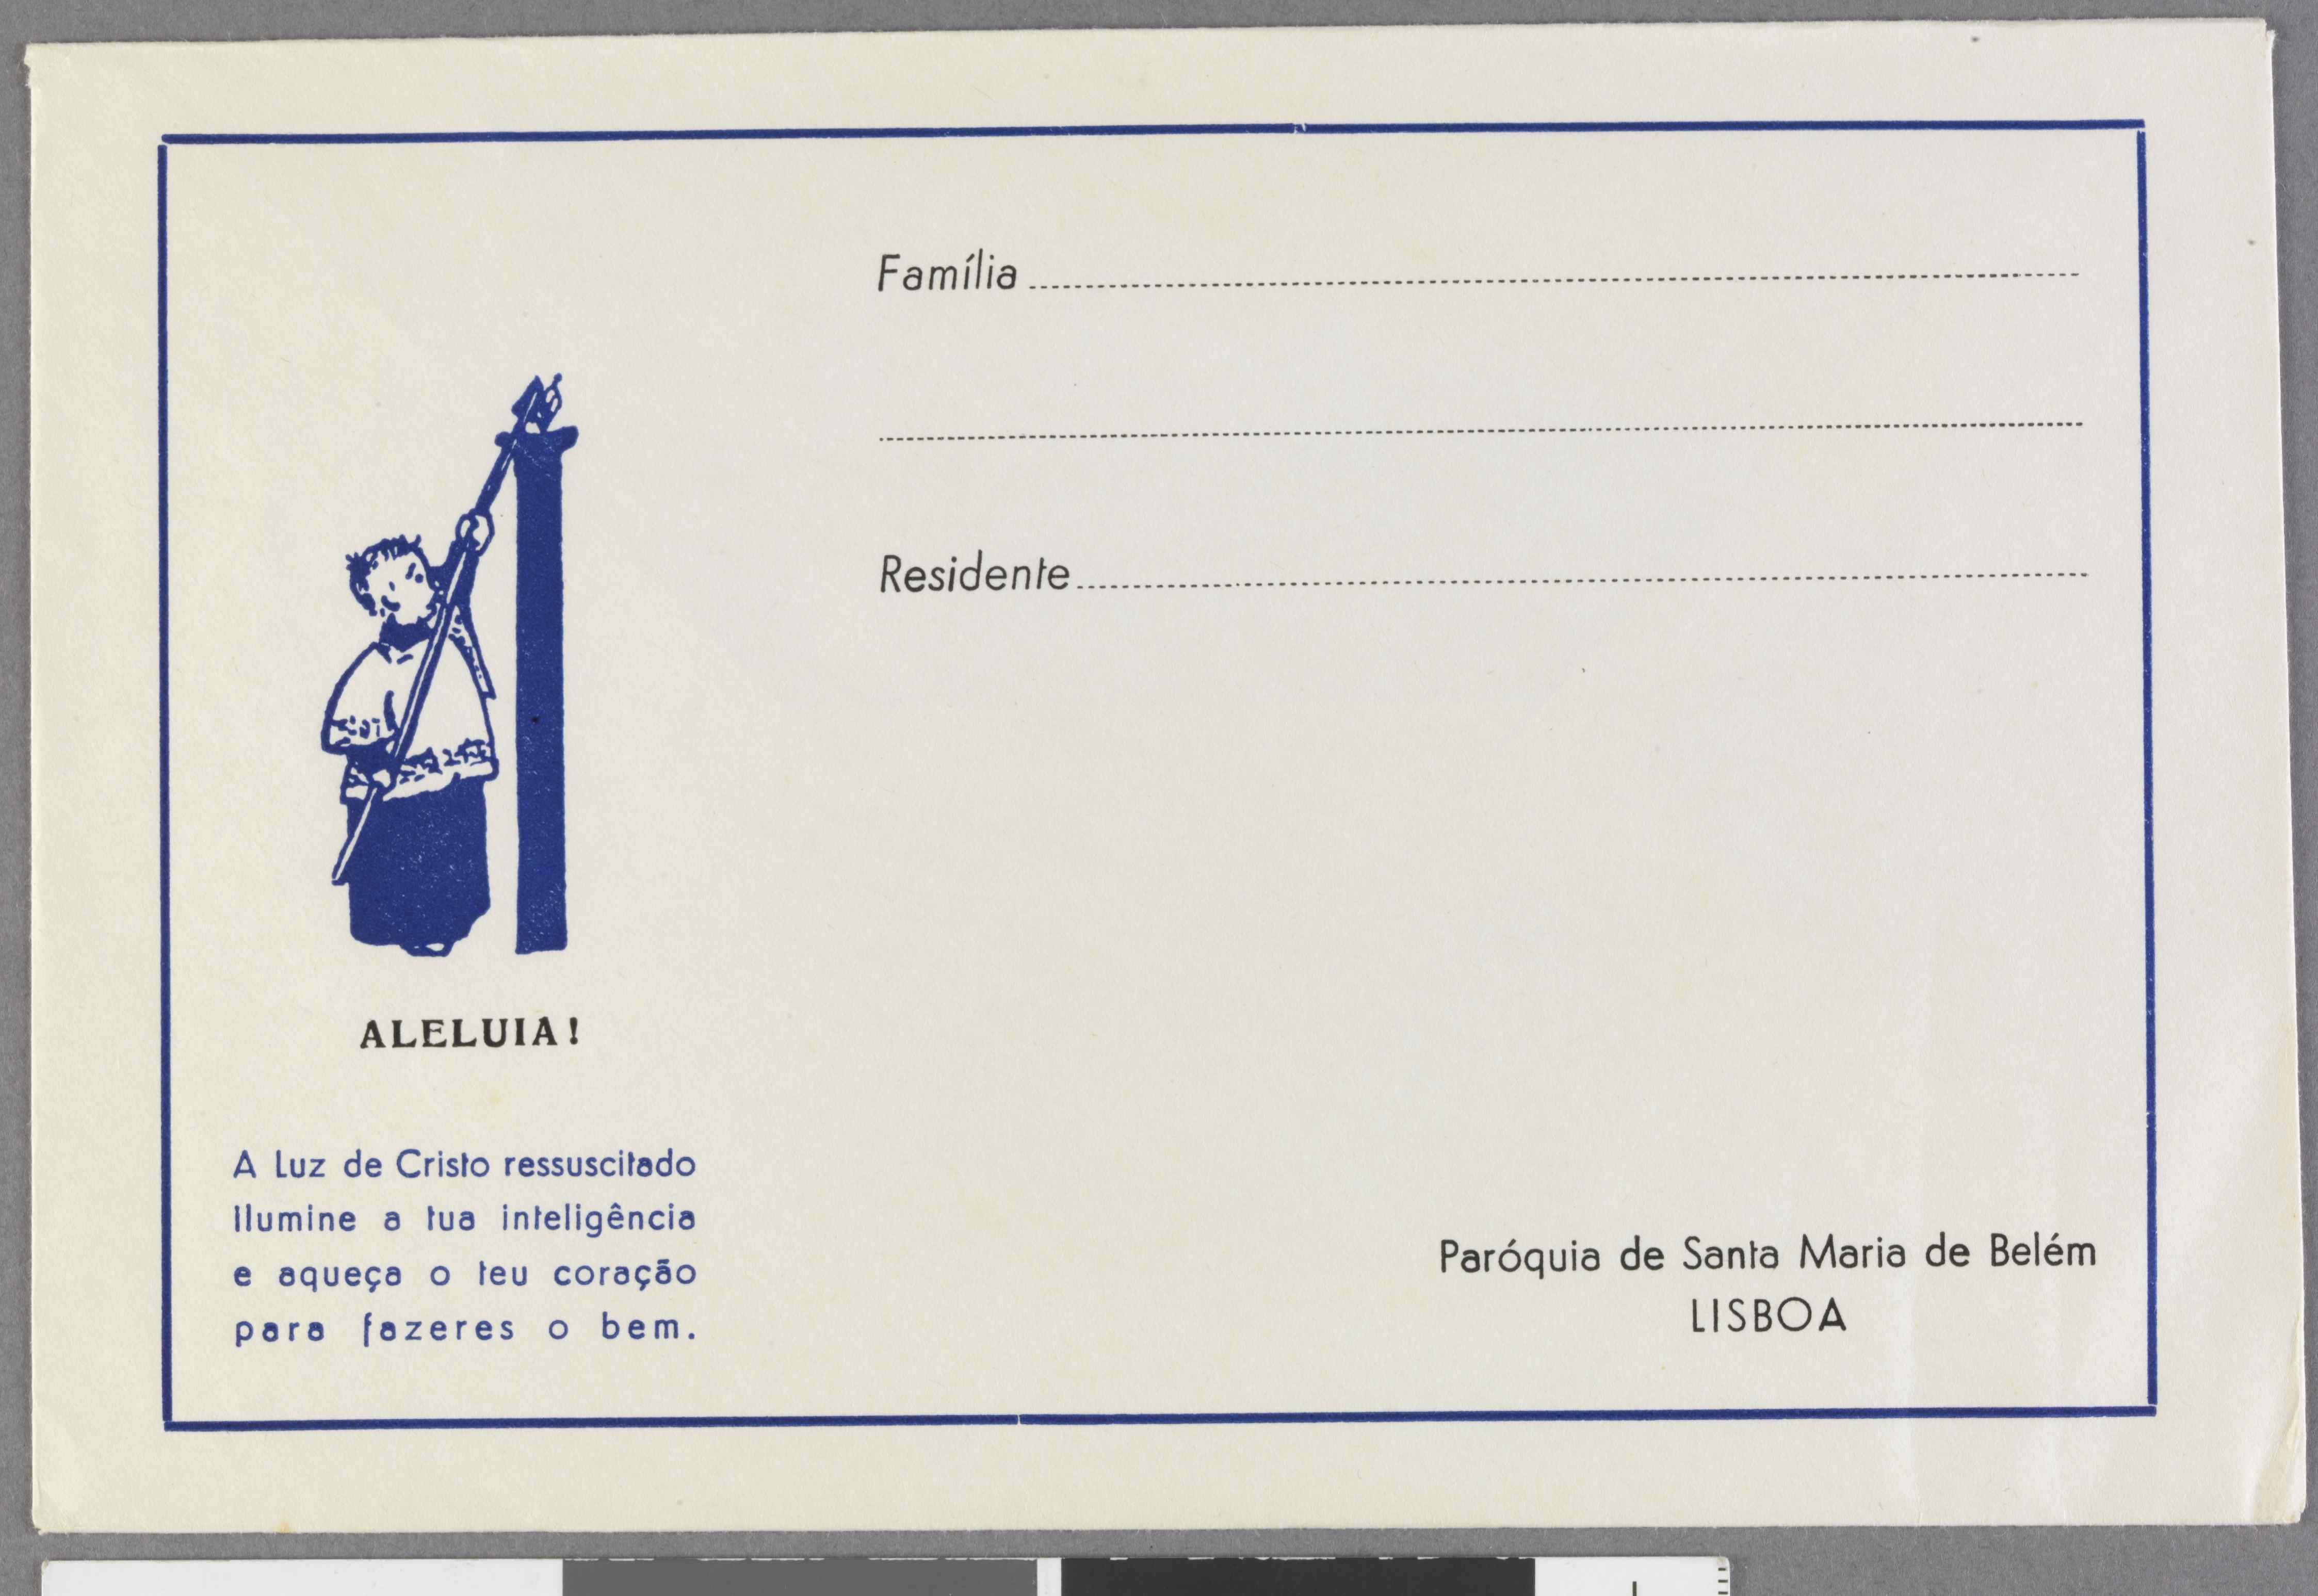 Família
Residente
ALELUIA!
A Luz de Cristo ressuscitado
ilumine a tua inteligência
e aqueça o teu coração
para fazeres o bem.
Paróquia de Santa Maria de Belém
LISBOA